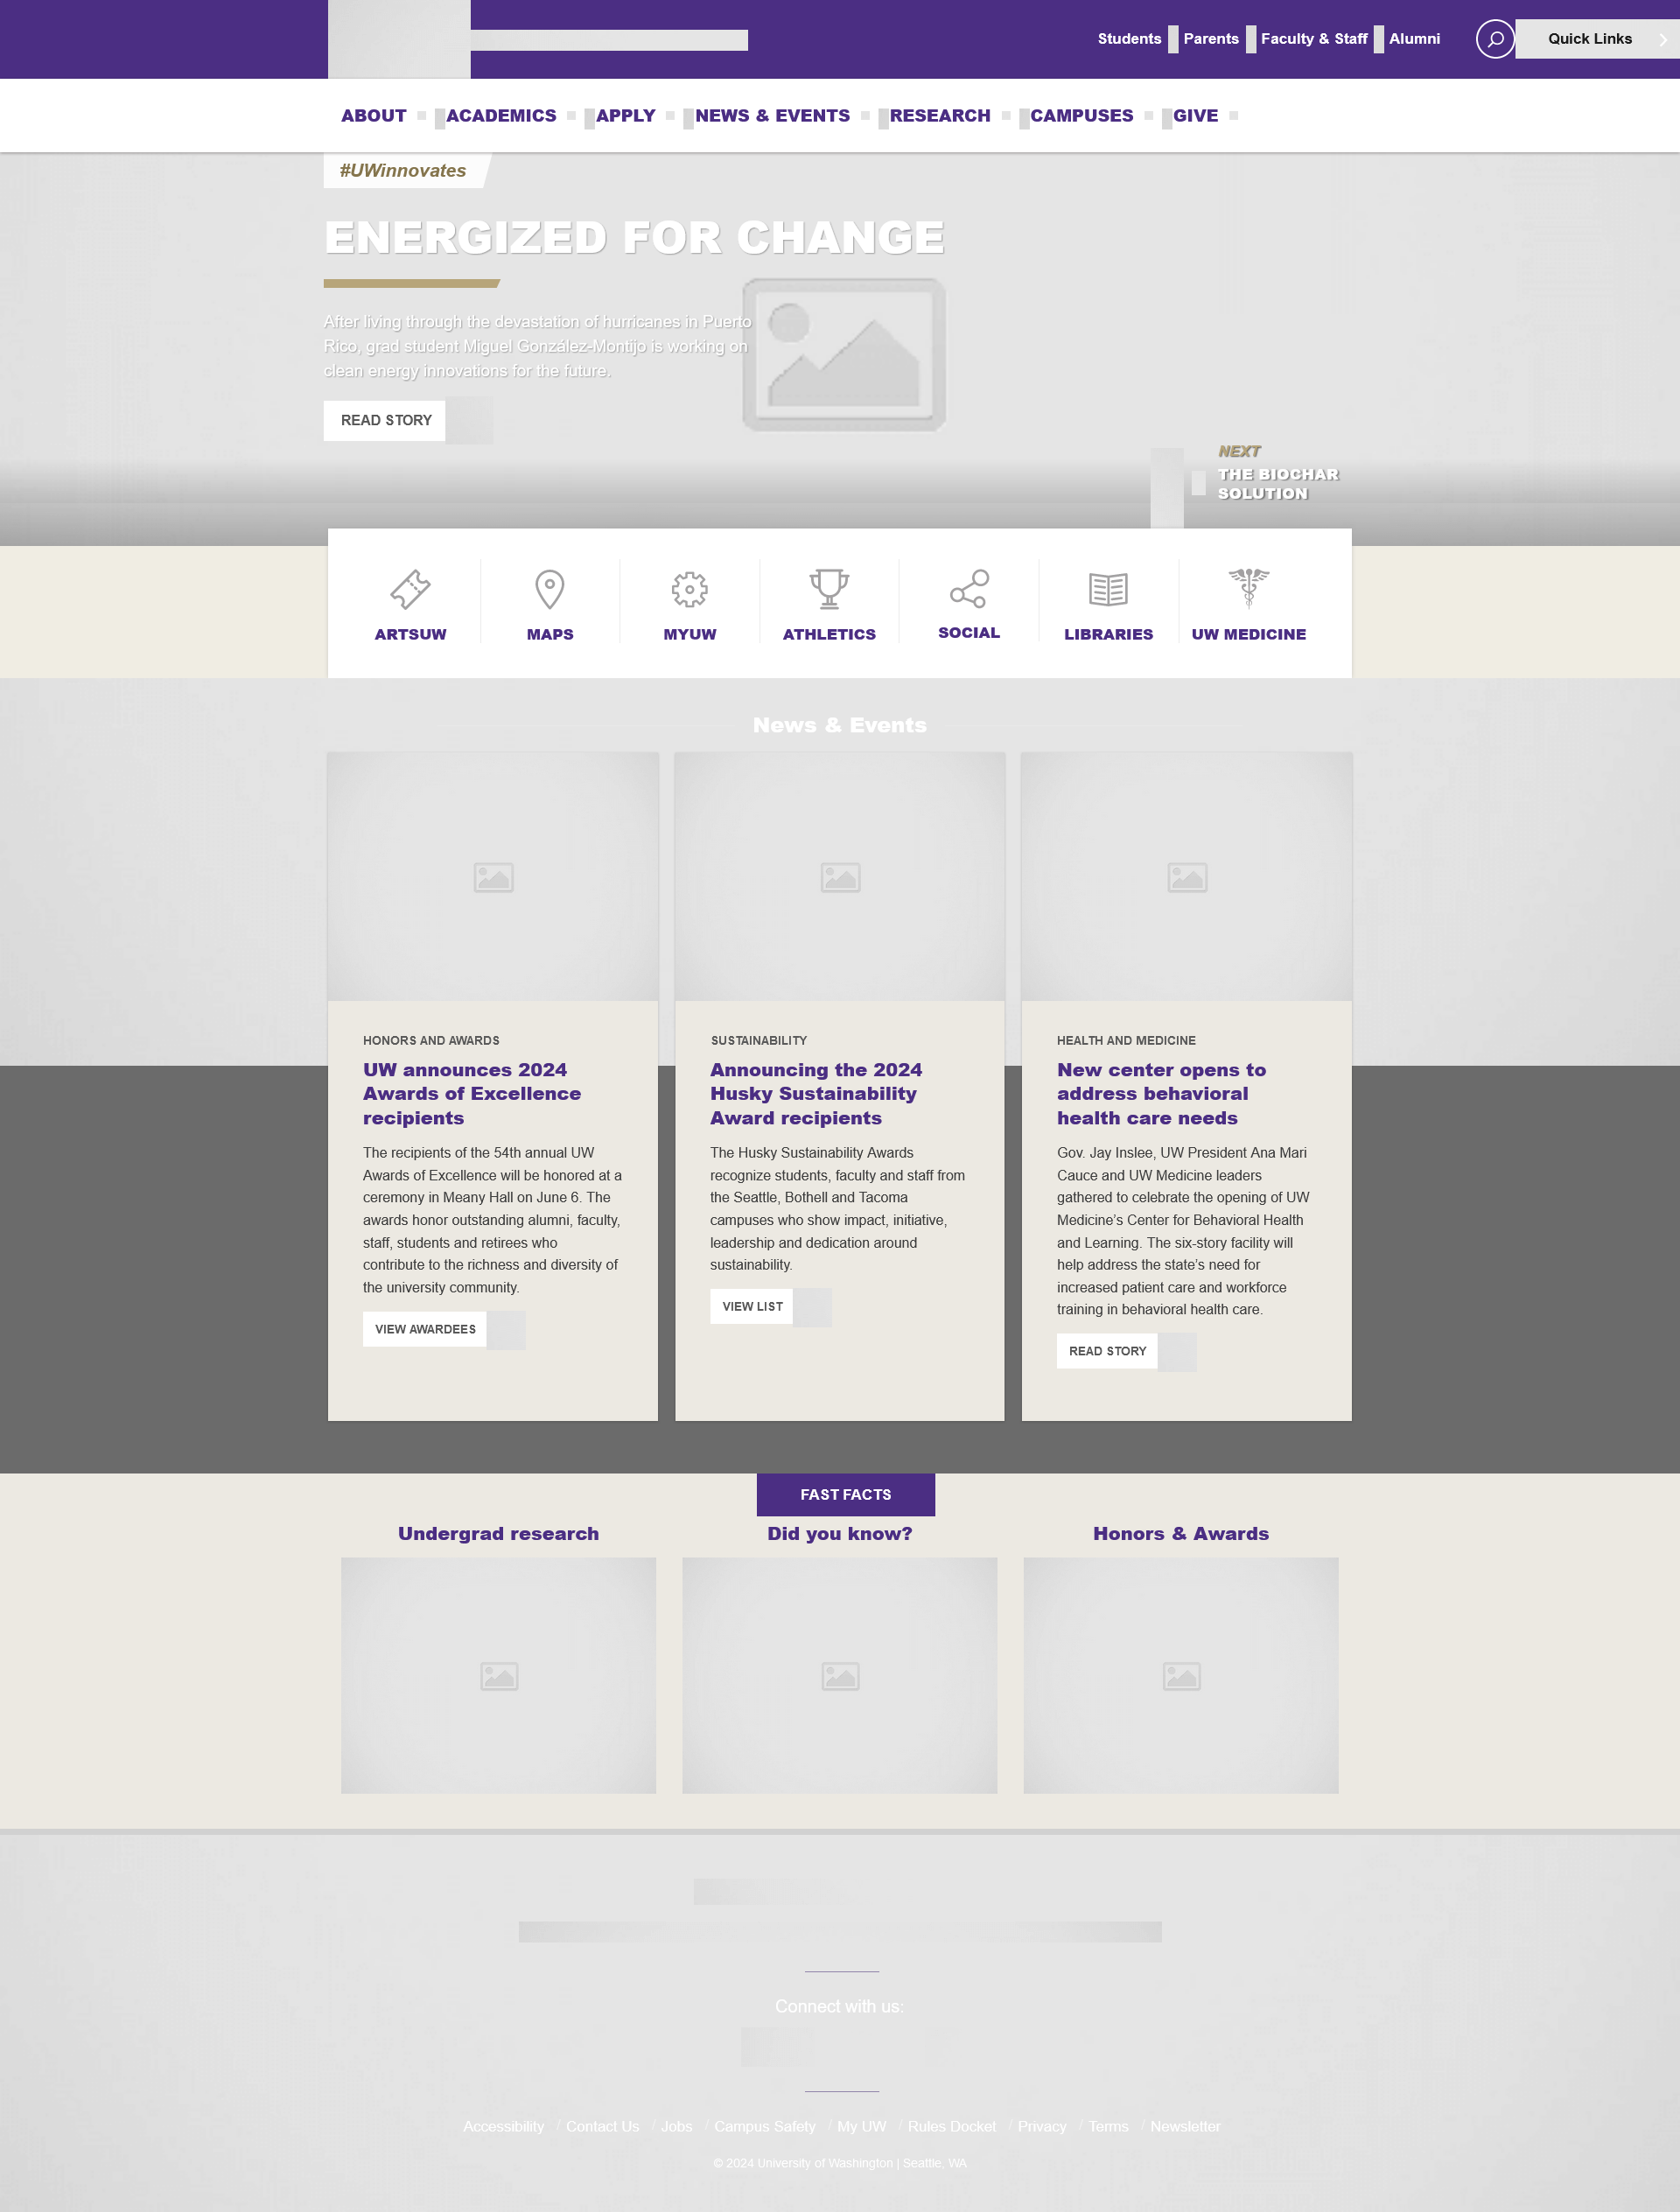 Students Parents Faculty & Staff Alumni Quick Links
ABOUT ACADEMICS APPLY NEWS & EVENTS RESEARCH CAMPUSES GIVE
#UWinnovates
ENERGIZED FOR CHANGE
After living through the devastation of hurricanes in Puerto
Rico, grad student Miguel González-Montijo is working on
clean energy innovations for the future.
READ STORY
NEXT
THE BIOCHAR
SOLUTION
ARTSUW MAPS MYUW ATHLETICS SOCIAL LIBRARIES UW MEDICINE
News & Events
HONORS AND AWARDS
UW announces 2024
Awards of Excellence
recipients
The recipients of the 54th annual UW
Awards of Excellence will be honored at a
ceremony in Meany Hall on June 6. The
awards honor outstanding alumni, faculty,
staff, students and retirees who
contribute to the richness and diversity of
the university community.
VIEW AWARDEES
SUSTAINABILITY
Announcing the 2024
Husky Sustainability
Award recipients
The Husky Sustainability Awards
recognize students, faculty and staff from
the Seattle, Bothell and Tacoma
campuses who show impact, initiative,
leadership and dedication around
sustainability.
VIEW LIST
HEALTH AND MEDICINE
New center opens to
address behavioral
health care needs
Gov. Jay Inslee, UW President Ana Mari
Cauce and UW Medicine leaders
gathered to celebrate the opening of UW
Medicine’s Center for Behavioral Health
and Learning. The six-story facility will
help address the state’s need for
increased patient care and workforce
training in behavioral health care.
READ STORY
FAST FACTS
Undergrad research
Did you know?
Honors & Awards
Connect with us:
Accessibility / Contact Us / Jobs / Campus Safety / My UW / Rules Docket / Privacy / Terms / Newsletter
© 2024 University of Washington | Seattle, WA